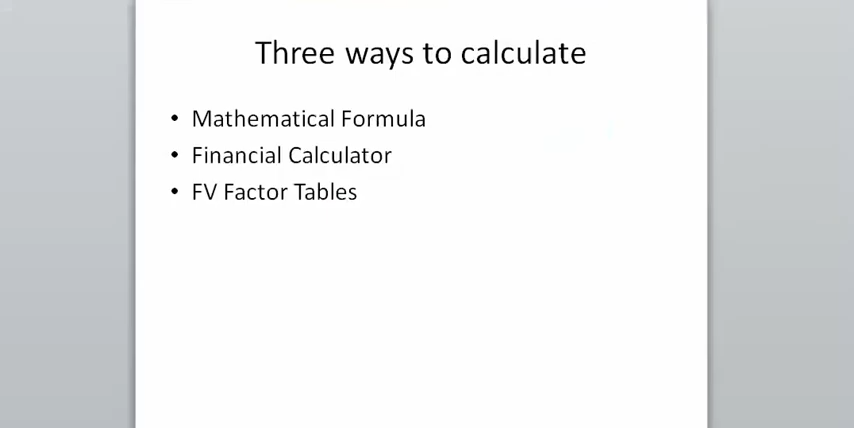 Three ways to calculate
• Mathematical Formula
• Financial Calculator
• FV Factor Tables